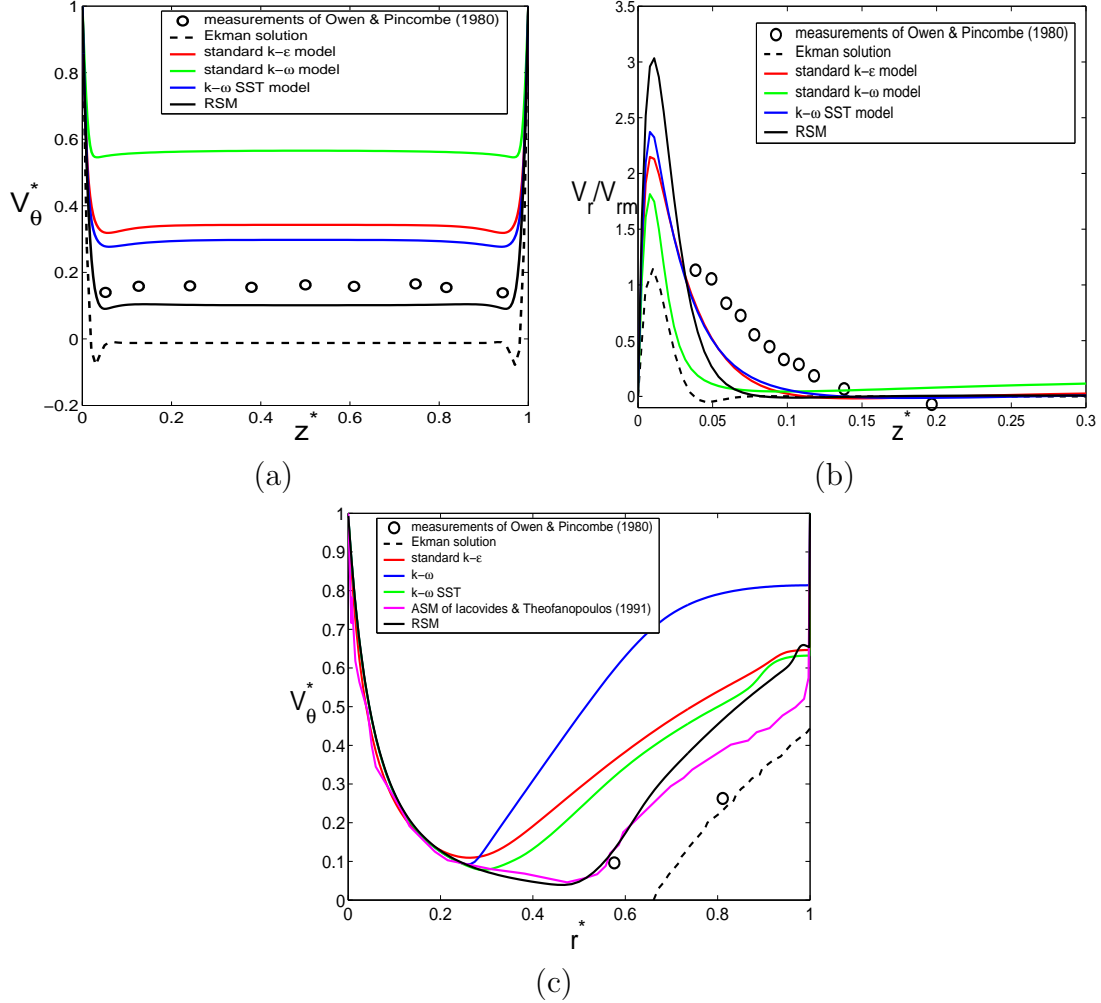 measurements of Owen & Pincombe (1980)
Ekman solution
standard k−ε model
standard k−ω model
k−ω SST model
RSM
1
0.8
0.6
0.4
0.2
0
−0.2
V*θ
0
0.2
0.4
0.6
0.8
1
z*
(a)
measurements of Owen & Pincombe (1980)
Ekman solution
standard k−ε model
standard k−ω model
k−ω SST model
RSM
3.5
3
2.5
2
1.5
1
0.5
0
Vr/Vrm
0
0.05
0.1
0.15
0.2
0.25
0.3
z*
(b)
measurements of Owen & Pincombe (1980)
Ekman solution
standard k−ε
k−ω
k−ω SST
ASM of Iacovides & Theofanopoulos (1991)
RSM
1
0.9
0.8
0.7
0.6
0.5
0.4
0.3
0.2
0.1
0
V*θ
0
0.2
0.4
0.6
0.8
1
r*
(c)